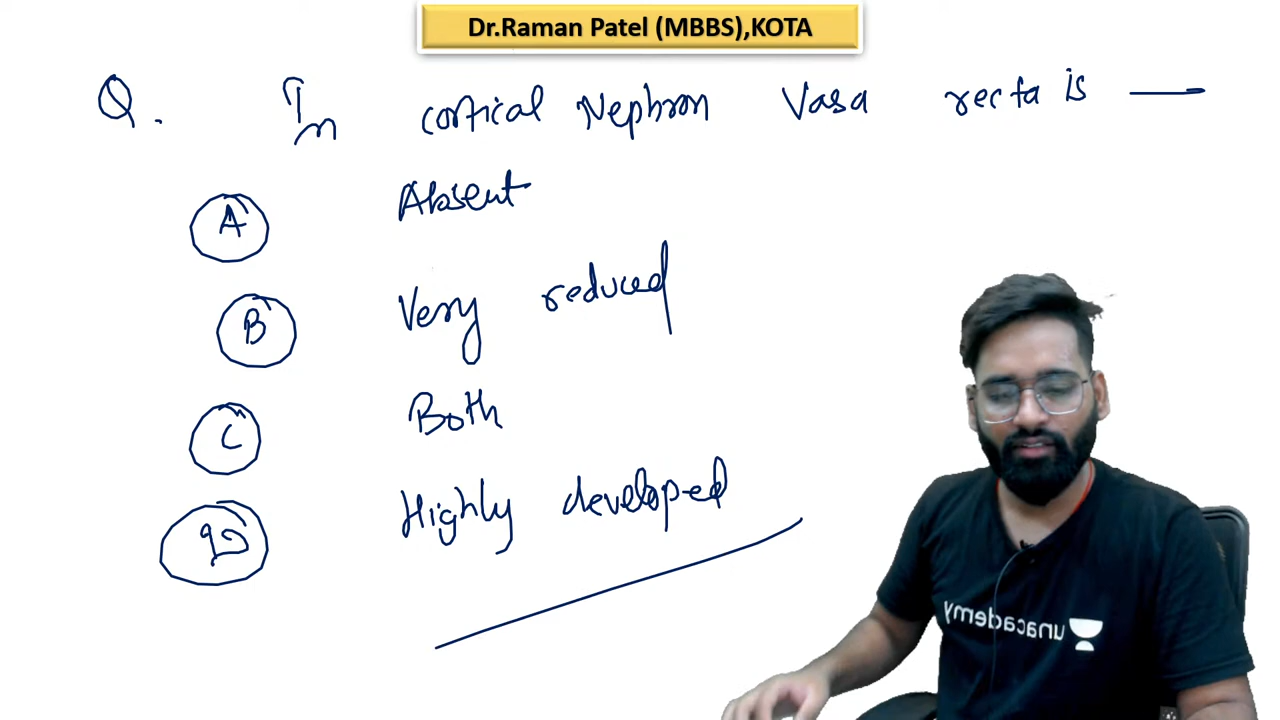 Dr.Raman Patel (MBBS),KOTA
Q. In cortical Nephron Vasa recta is —
A Absent
B Very reduced
C Both
D Highly developed
unacademy